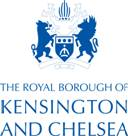 THE ROYAL BOROUGH OF
KENSINGTON
AND CHELSEA